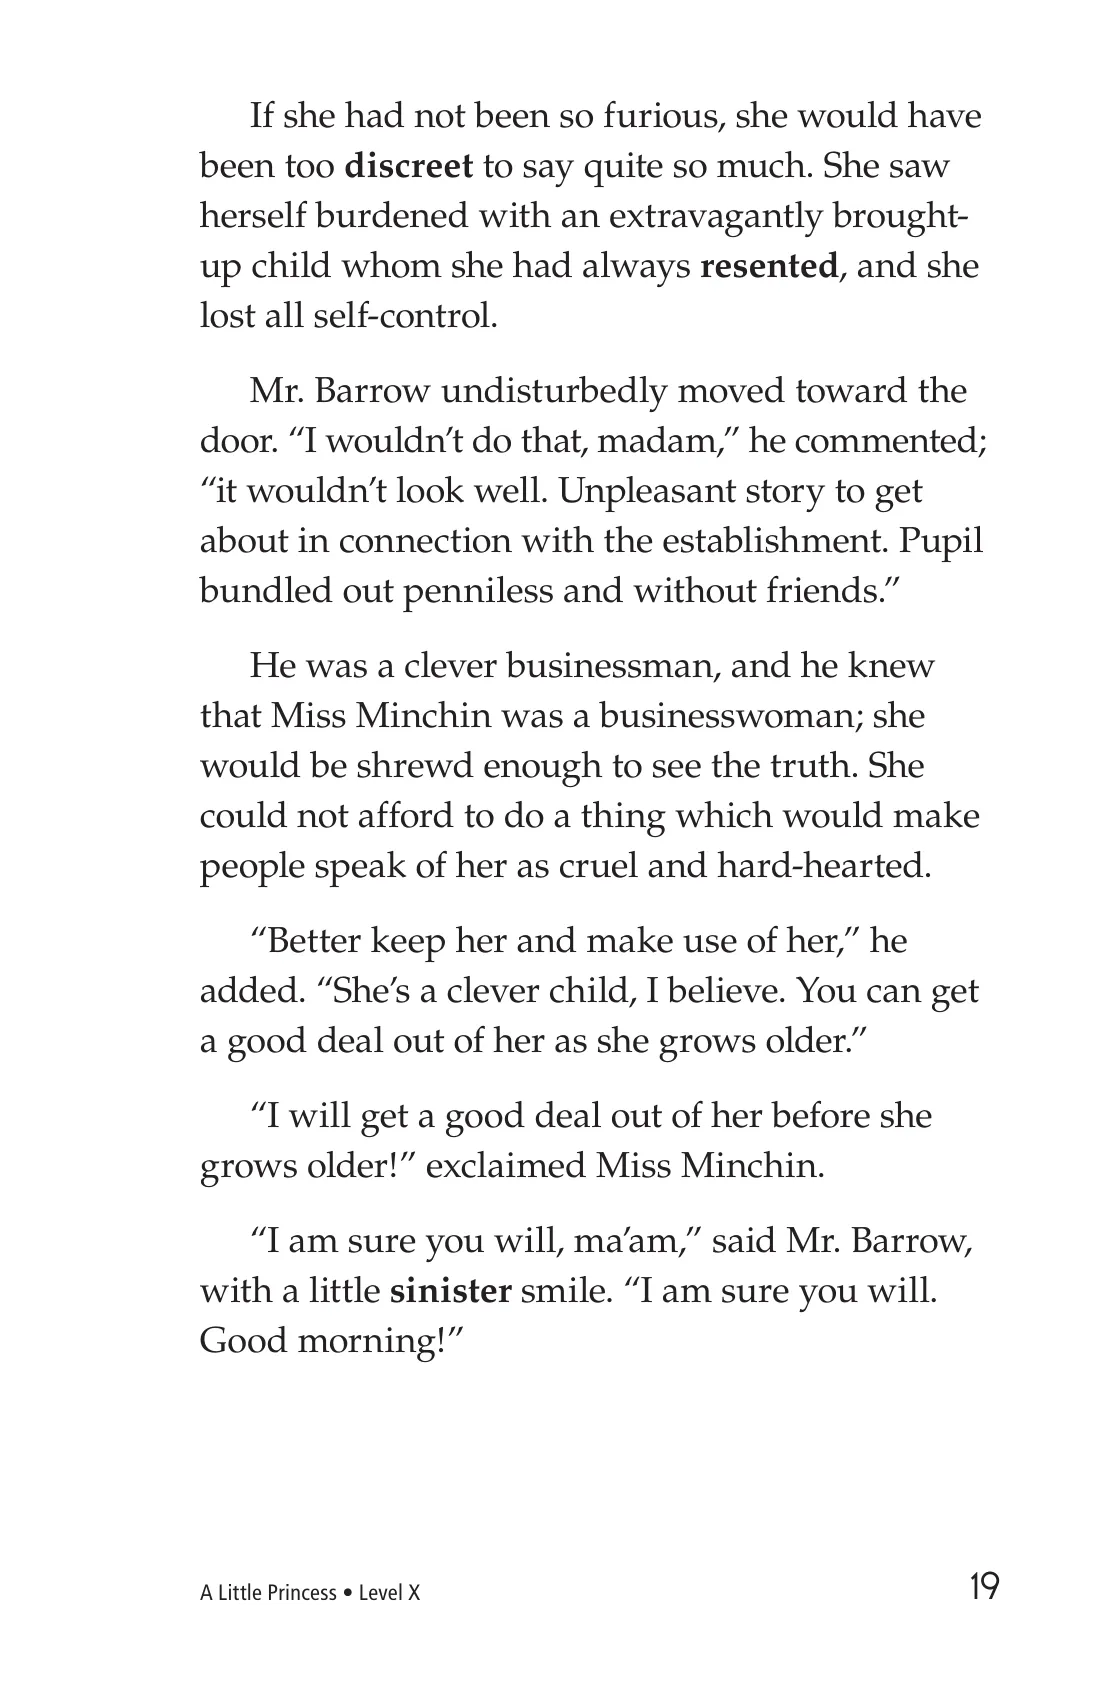 If she had not been so furious, she would have
been too discreet to say quite so much. She saw
herself burdened with an extravagantly brought-
up child whom she had always resented, and she
lost all self-control.
Mr. Barrow undisturbedly moved toward the
door. “I wouldn’t do that, madam,” he commented;
“it wouldn’t look well. Unpleasant story to get
about in connection with the establishment. Pupil
bundled out penniless and without friends.”
He was a clever businessman, and he knew
that Miss Minchin was a businesswoman; she
would be shrewd enough to see the truth. She
could not afford to do a thing which would make
people speak of her as cruel and hard-hearted.
“Better keep her and make use of her,” he
added. “She’s a clever child, I believe. You can get
a good deal out of her as she grows older.”
“I will get a good deal out of her before she
grows older!” exclaimed Miss Minchin.
“I am sure you will, ma’am,” said Mr. Barrow,
with a little sinister smile. “I am sure you will.
Good morning!”
A Little Princess • Level X
19